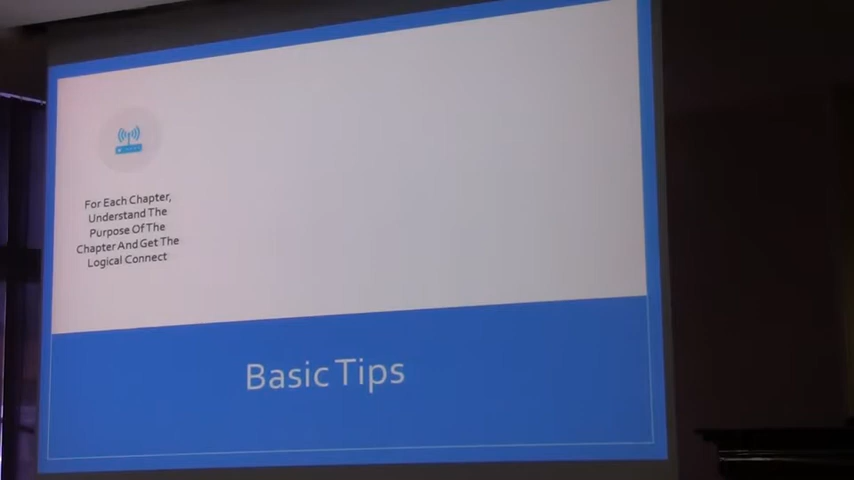 For Each Chapter,
Understand The
Purpose Of The
Chapter And Get The
Logical Connect
Basic Tips